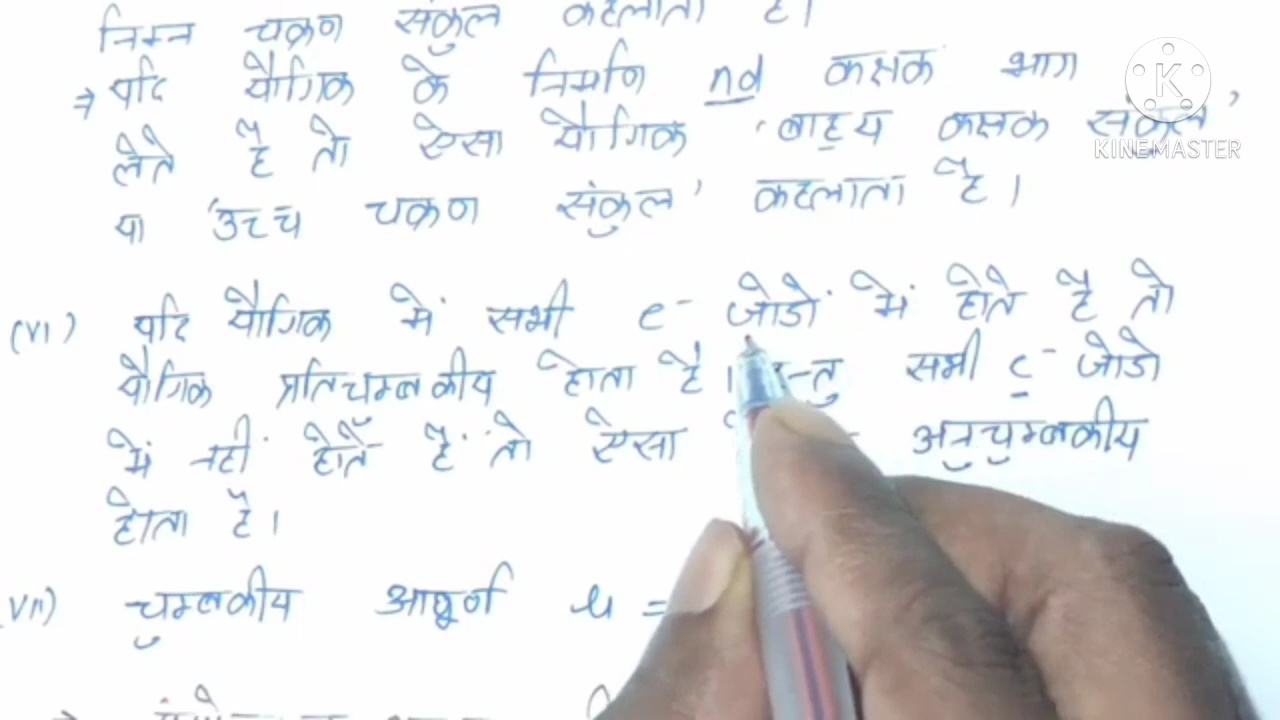 निम्न चक्रण संकुल कहलाता है।
⇒ यदि यौगिक के निर्माण nd कक्षक भाग
लेते है तो ऐसा यौगिक 'बाह्य कक्षक संकुल'
या 'उच्च चक्रण संकुल' कहलाता है।
(VI) यदि यौगिक में सभी e⁻ जोडों में होते है तो
यौगिक प्रतिचुम्बकीय होता है। सभी e⁻ जोडो
में नहीं होतें हैं तो ऐसा अनुचुम्बकीय
होता है।
VII) चुम्बकीय आघूर्ण μ =
K
KINEMASTER